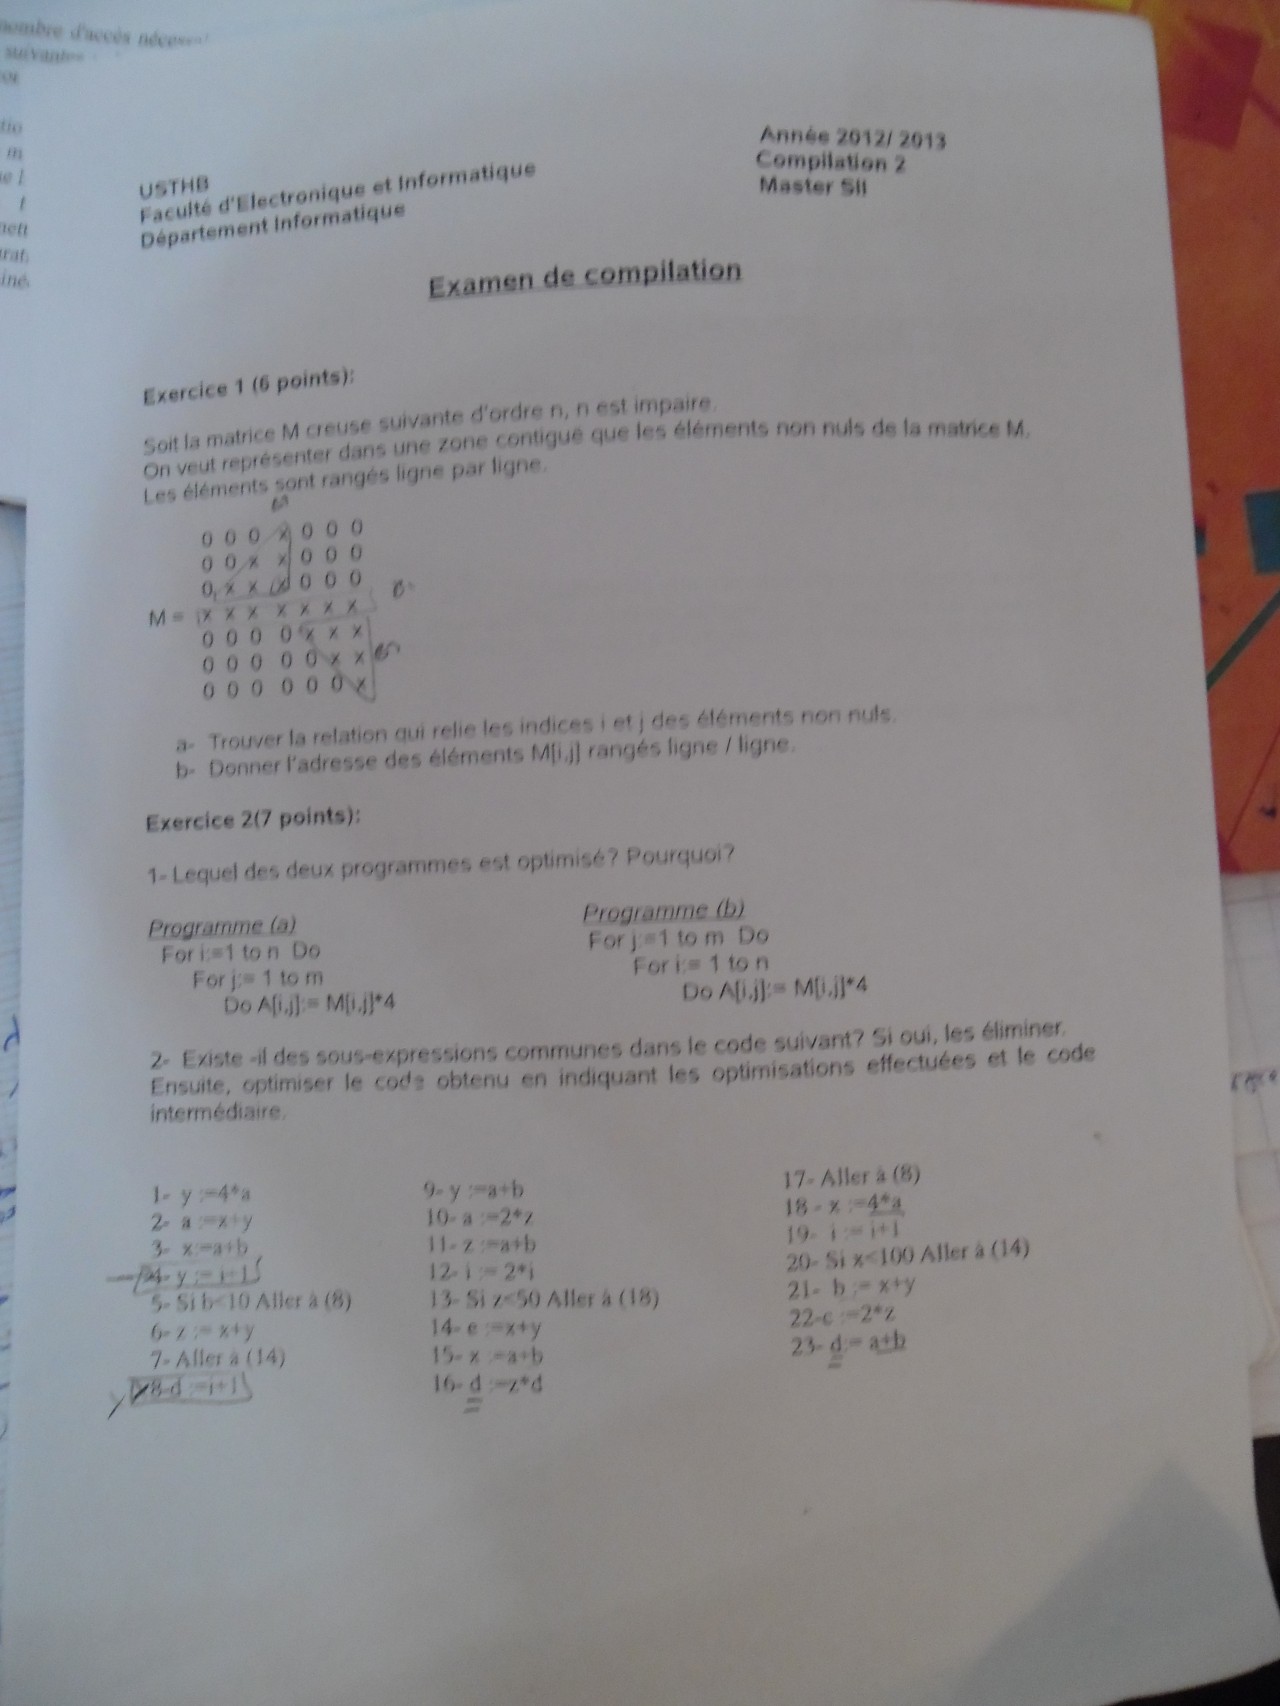 nombre d'accés
suivantes
USTHB
Faculté d'Electronique et Informatique
Département Informatique
Année 2012/ 2013
Compilation 2
Master SII
Examen de compilation
Exercice 1 (6 points):
Soit la matrice M creuse suivante d'ordre n, n est impaire.
On veut représenter dans une zone contiguë que les éléments non nuls de la matrice M.
Les éléments sont rangés ligne par ligne.
0 0 0 x 0 0 0
0 0 x x 0 0 0
0 x x x 0 0 0
M = x x x x x x x
0 0 0 0 x x x
0 0 0 0 0 x x
0 0 0 0 0 0 x
a- Trouver la relation qui relie les indices i et j des éléments non nuls.
b- Donner l'adresse des éléments M[i,j] rangés ligne / ligne.
Exercice 2(7 points):
1- Lequel des deux programmes est optimisé? Pourquoi?
Programme (a)
For i:=1 to n Do
For j:= 1 to m
Do A[i,j]:= M[i,j]*4
Programme (b)
For j:=1 to m Do
For i:= 1 to n
Do A[i,j]:= M[i,j]*4
2- Existe -il des sous-expressions communes dans le code suivant? Si oui, les éliminer.
Ensuite, optimiser le code obtenu en indiquant les optimisations effectuées et le code
intermédiaire.
1- y :=4*a
2- a :=x+y
3- x:=a+b
4- y := i+1
5- Si b<10 Aller à (8)
6- z := x+y
7- Aller à (14)
8-d :=i+1
9- y :=a+b
10- a :=2*z
11- z :=a+b
12- i := 2*i
13- Si z<50 Aller à (18)
14- e :=x+y
15- x :=a+b
16- d :=z*d
17- Aller à (8)
18 - x :=4*a
19- i := i+1
20- Si x<100 Aller à (14)
21- b := x+y
22-c :=2*z
23- d := a+b